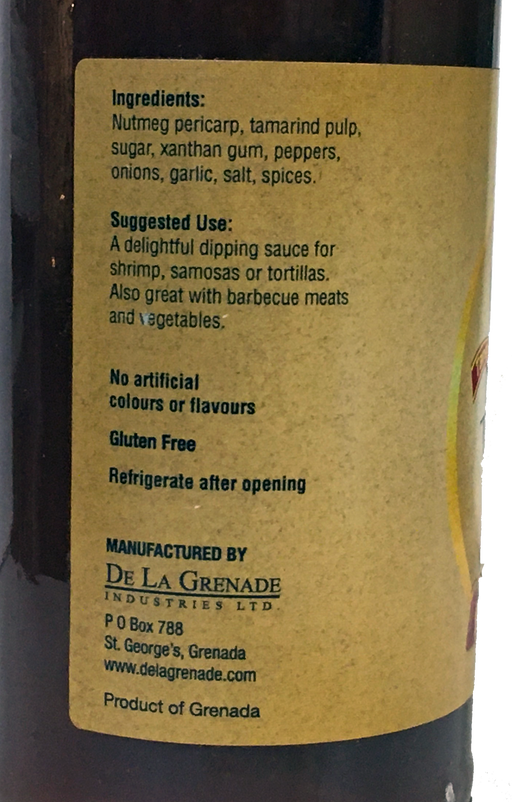 Ingredients:
Nutmeg pericarp, tamarind pulp,
sugar, xanthan gum, peppers,
onions, garlic, salt, spices.
Suggested Use:
A delightful dipping sauce for
shrimp, samosas or tortillas.
Also great with barbecue meats
and vegetables.
No artificial
colours or flavours
Gluten Free
Refrigerate after opening
MANUFACTURED BY
DE LA GRENADE
INDUSTRIES LTD.
P O Box 788
St. George's, Grenada
www.delagrenade.com
Product of Grenada